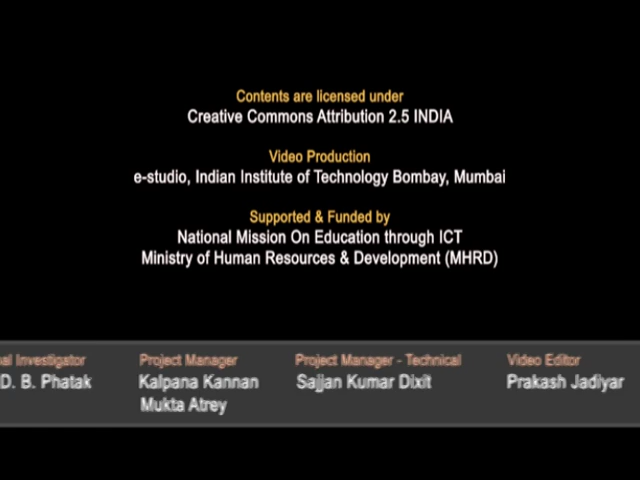 Contents are licensed under
Creative Commons Attribution 2.5 INDIA
Video Production
e-studio, Indian Institute of Technology Bombay, Mumbai
Supported & Funded by
National Mission On Education through ICT
Ministry of Human Resources & Development (MHRD)
Investigator Project Manager Project Manager - Technical Video Editor
D. B. Phatak Kalpana Kannan Sajjan Kumar Dixit Prakash Jadiyar
Mukta Atrey